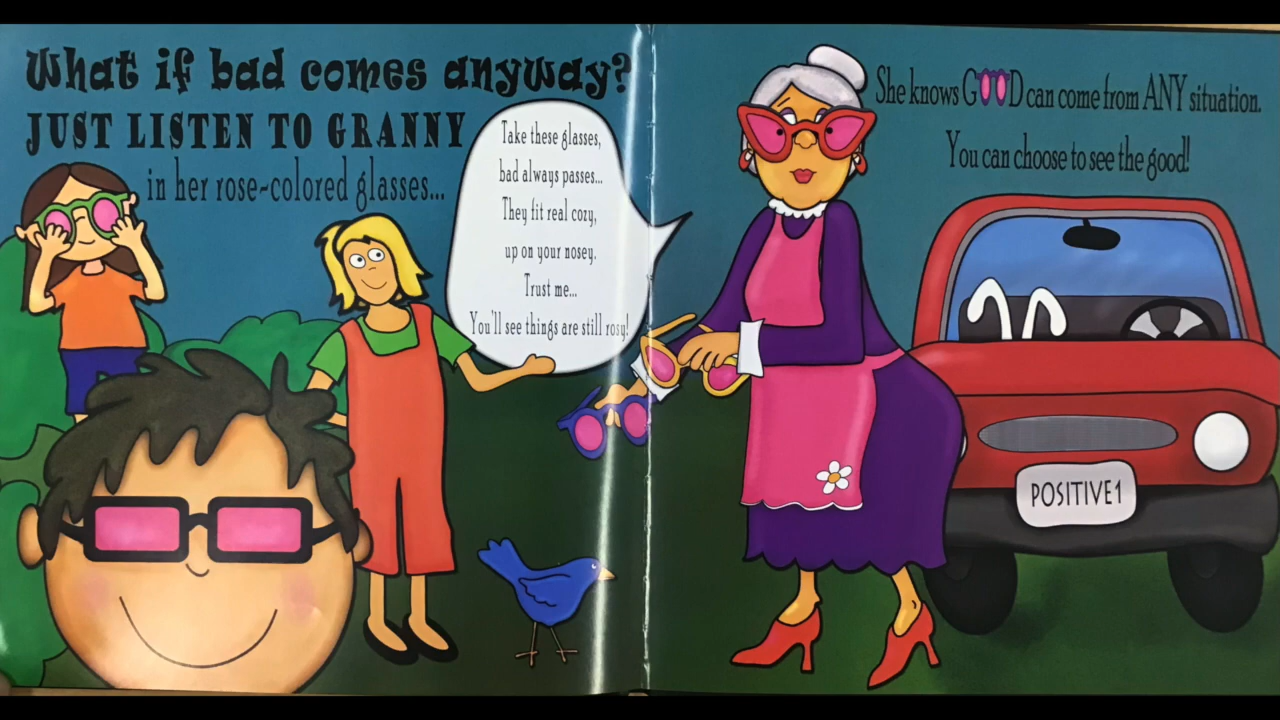 What if bad comes anyway?
JUST LISTEN TO GRANNY
in her rose-colored glasses...
Take these glasses,
bad always passes...
They fit real cozy,
up on your nosey.
Trust me...
You'll see things are still rosy!
She knows GOOD can come from ANY situation.
You can choose to see the good!
POSITIVE1